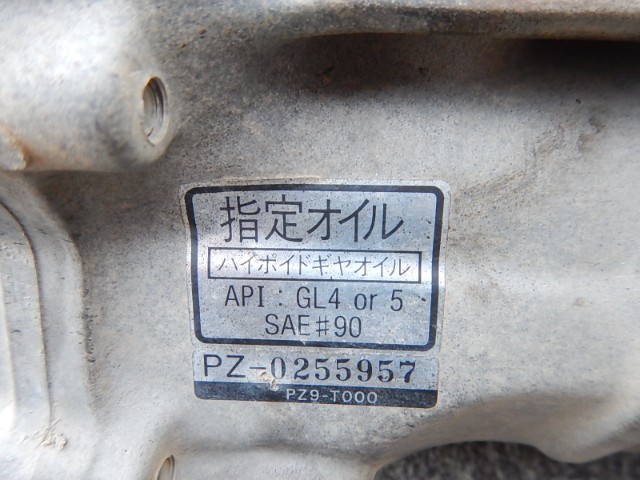 指定オイル
ハイポイドギヤオイル
API : GL4 or 5
SAE#90
PZ-0255957
PZ9-T000